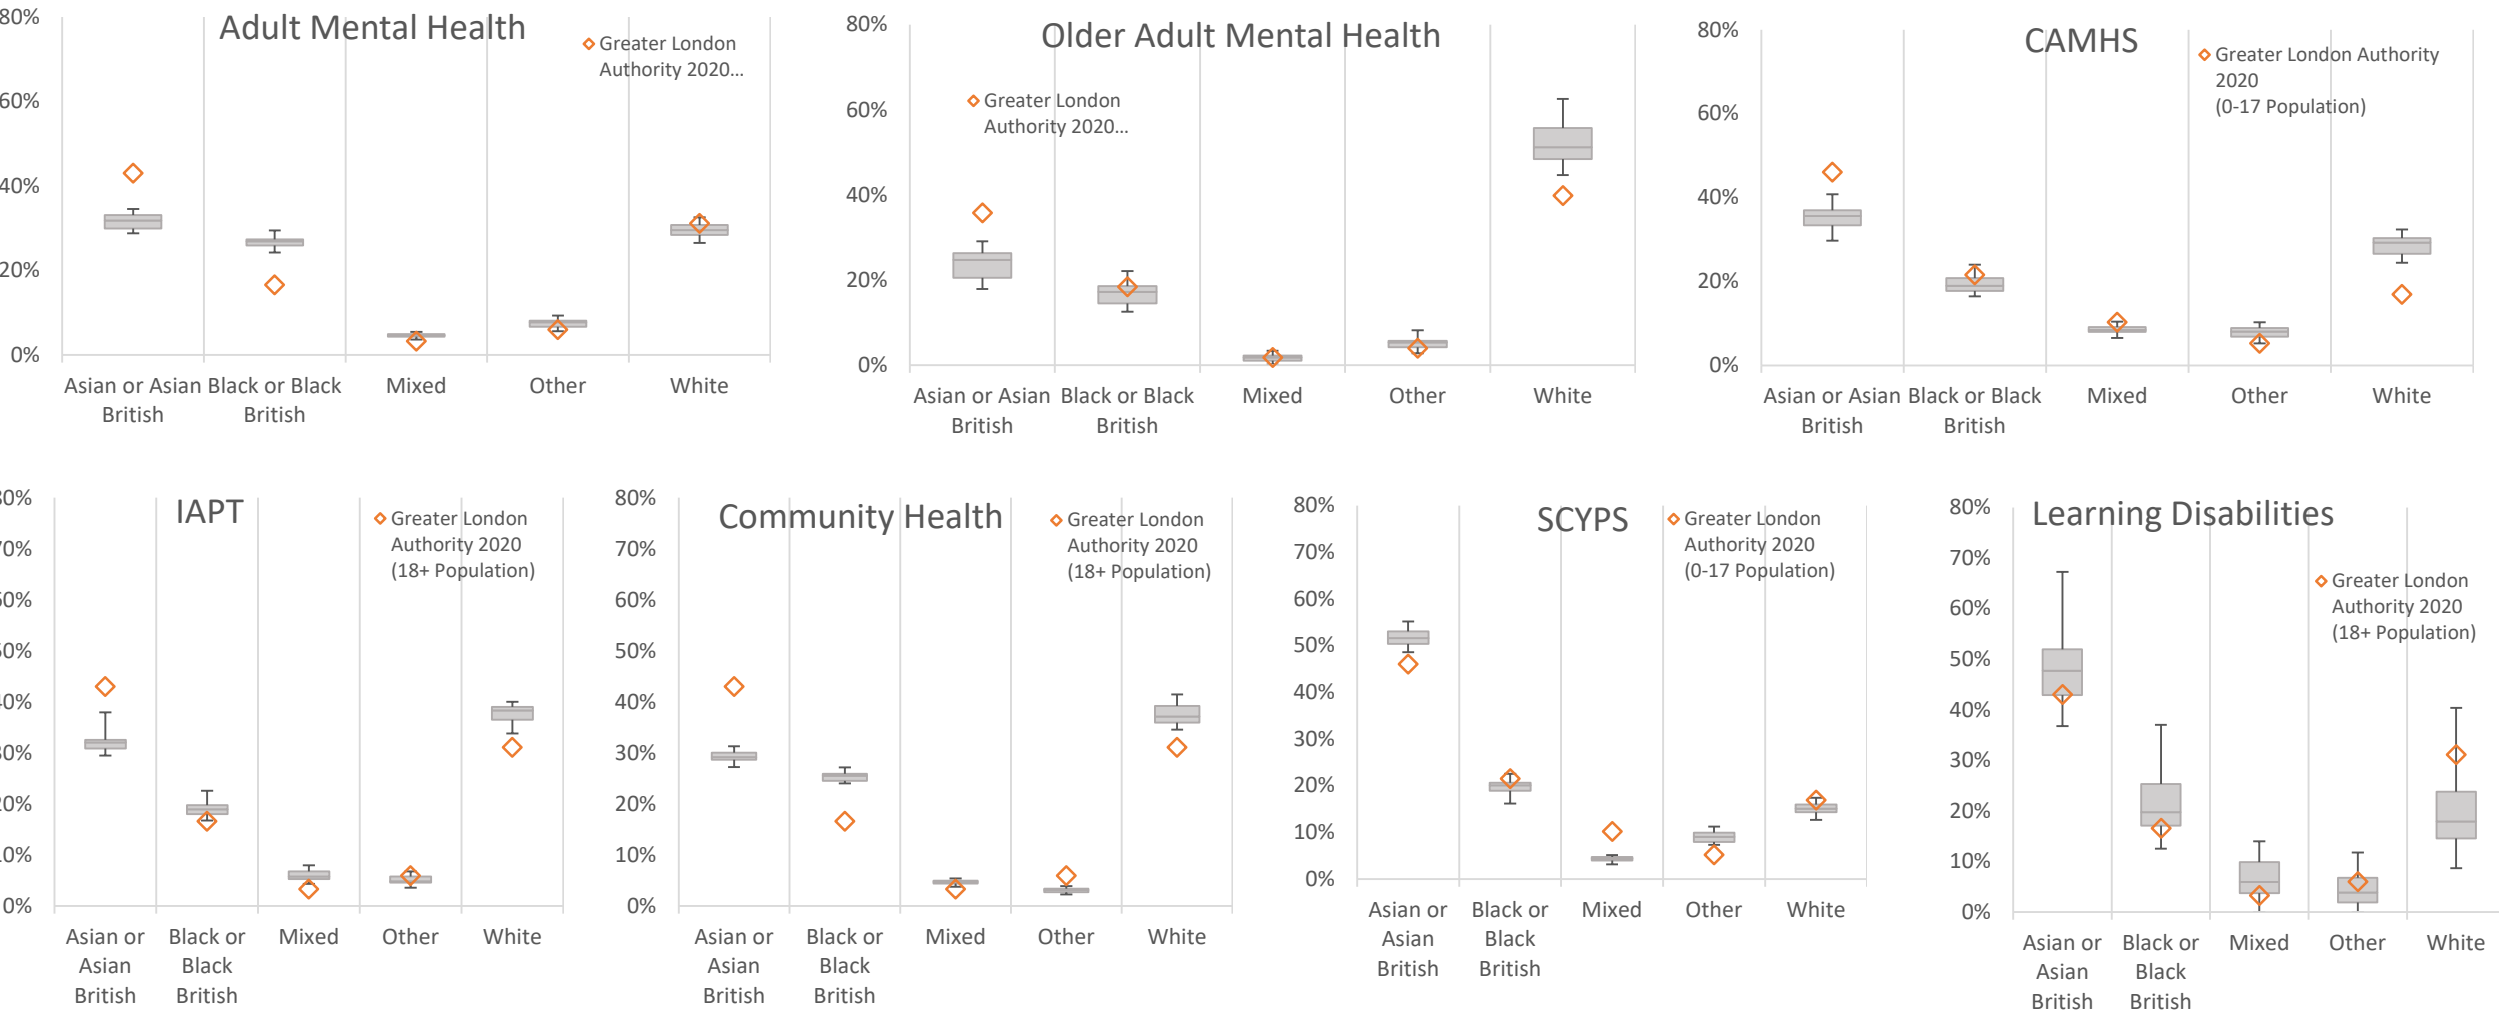 Adult Mental Health
Greater London
Authority 2020...
80%
60%
40%
20%
0%
Asian or Asian Black or Black Mixed Other White
British British
Older Adult Mental Health
Greater London
Authority 2020...
80%
60%
40%
20%
0%
Asian or Asian Black or Black Mixed Other White
British British
CAMHS
Greater London Authority
2020
(0-17 Population)
80%
60%
40%
20%
0%
Asian or Asian Black or Black Mixed Other White
British British
IAPT
Greater London
Authority 2020
(18+ Population)
80%
70%
60%
50%
40%
30%
20%
10%
0%
Asian or Black or Mixed Other White
Asian Black
British British
Community Health
Greater London
Authority 2020
(18+ Population)
80%
70%
60%
50%
40%
30%
20%
10%
0%
Asian or Black or Mixed Other White
Asian Black
British British
SCYPS
Greater London
Authority 2020
(0-17 Population)
80%
70%
60%
50%
40%
30%
20%
10%
0%
Asian or Black or Mixed Other White
Asian Black
British British
Learning Disabilities
Greater London
Authority 2020
(18+ Population)
80%
70%
60%
50%
40%
30%
20%
10%
0%
Asian or Black or Mixed Other White
Asian Black
British British